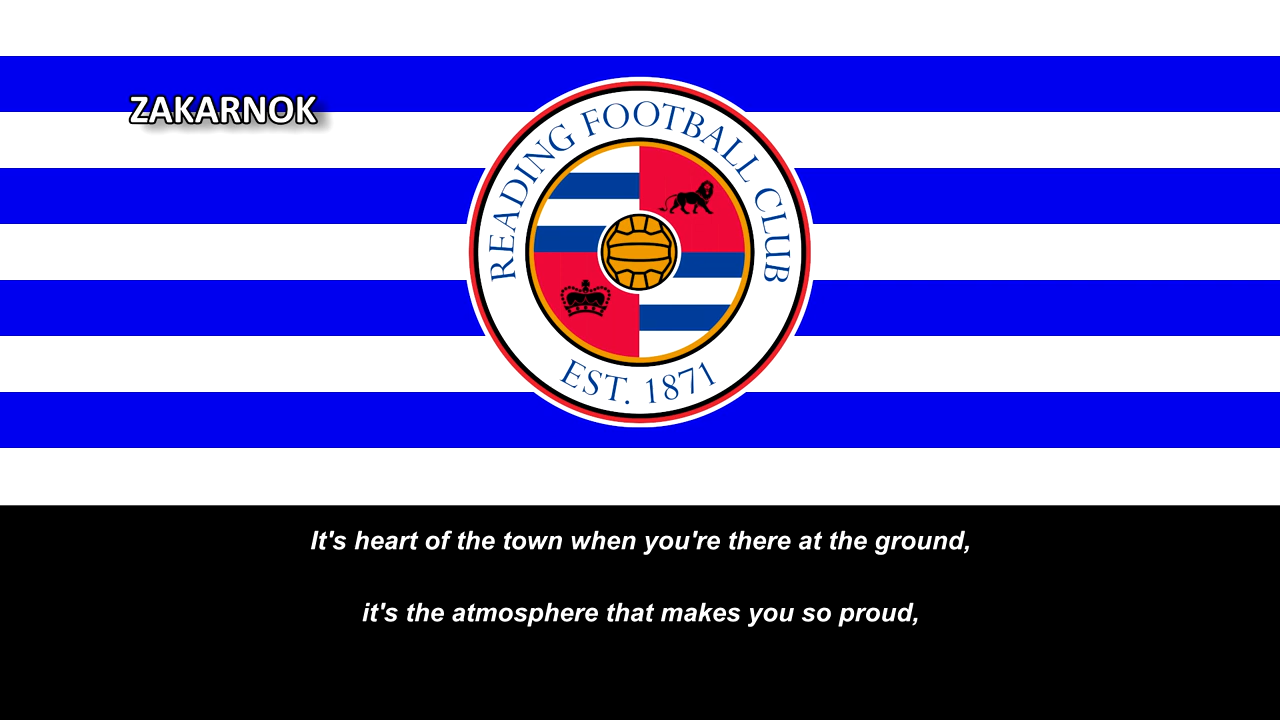 ZAKARNOK
READING FOOTBALL CLUB
EST. 1871
It's heart of the town when you're there at the ground,
it's the atmosphere that makes you so proud,